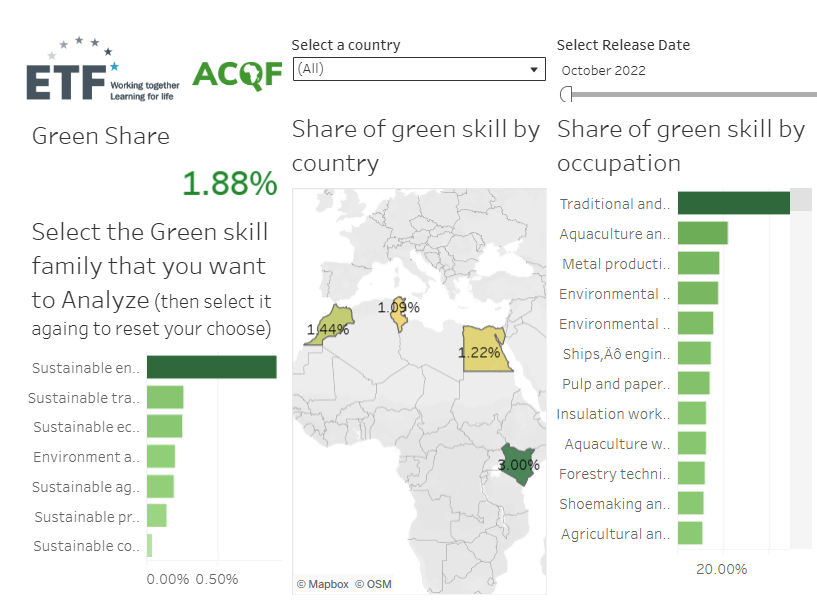 ETF Working together
Learning for life
ACQF
Green Share
1.88%
Select the Green skill
family that you want
to Analyze (then select it
againg to reset your choose)
Sustainable en..
Sustainable tra..
Sustainable ec..
Environment a..
Sustainable ag..
Sustainable pr..
Sustainable co..
0.00% 0.50%
Select a country
(All)
Share of green skill by
country
1.44%
1.09%
1.22%
3.00%
© Mapbox © OSM
Select Release Date
October 2022
Share of green skill by
occupation
Traditional and..
Aquaculture an..
Metal producti..
Environmental ..
Environmental ..
Ships‚Äô engin..
Pulp and paper..
Insulation work..
Aquaculture w..
Forestry techni..
Shoemaking an..
Agricultural an..
20.00%